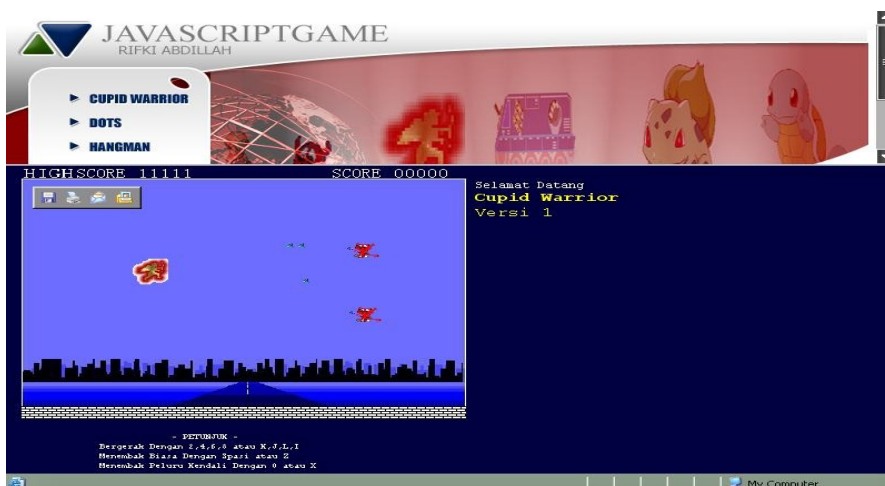 JAVASCRIPTGAME
RIFKI ABDILLAH
CUPID WARRIOR
DOTS
HANGMAN
HIGHSCORE 11111 SCORE 00000
Selamat Datang
Cupid Warrior
Versi 1
- PETUNJUK -
Bergerak Dengan 2,4,6,8 atau K,J,L,I
Menembak Biasa Dengan Spasi atau Z
Menembak Peluru Kendali Dengan 0 atau X
My Computer